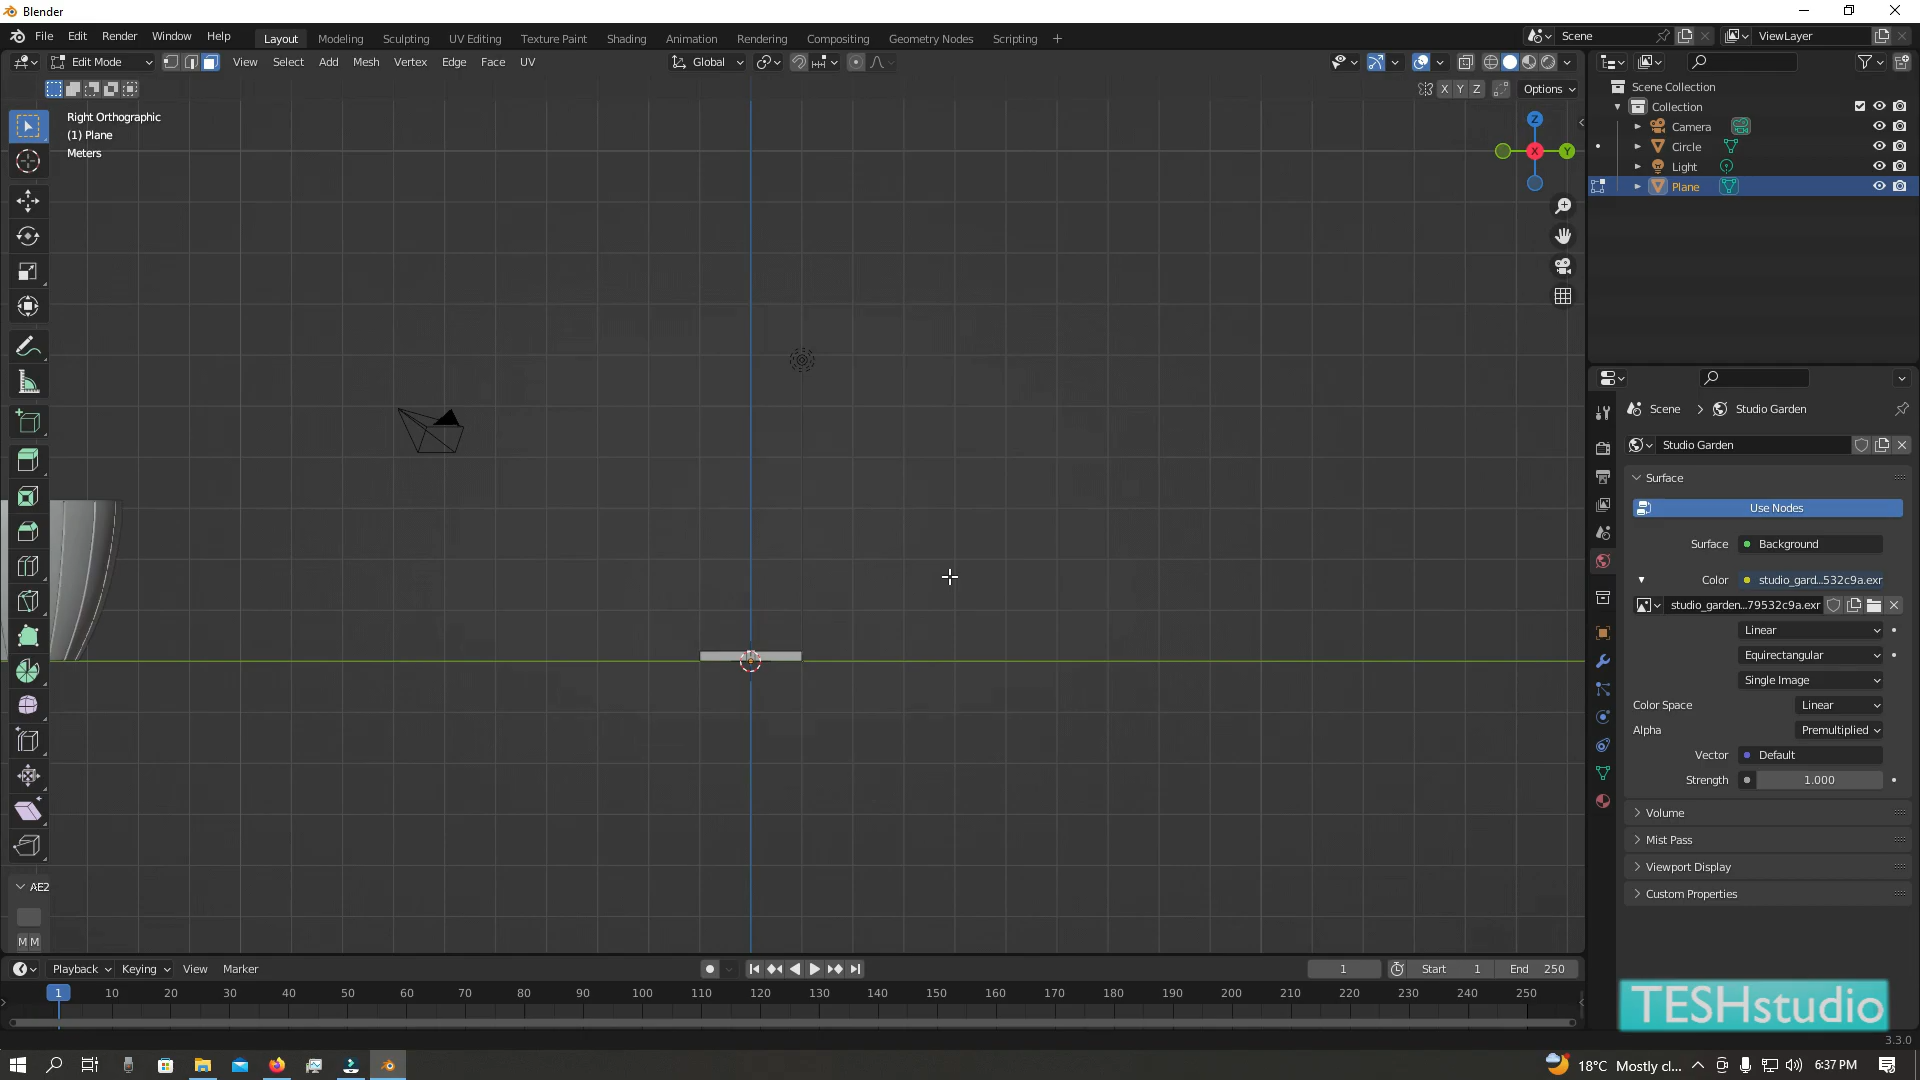 Blender
File Edit Render Window Help Layout Modeling Sculpting UV Editing Texture Paint Shading Animation Rendering Compositing Geometry Nodes Scripting + Scene ViewLayer
Edit Mode View Select Add Mesh Vertex Edge Face UV Global
X Y Z Options
Right Orthographic
(1) Plane
Meters
Z
X
Y
Scene Collection
Collection
Camera
Circle
Light
Plane
Scene > Studio Garden
Studio Garden
Surface
Use Nodes
Surface Background
Color studio_gard...532c9a.exr
studio_garden...79532c9a.exr
Linear
Equirectangular
Single Image
Color Space Linear
Alpha Premultiplied
Vector Default
Strength 1.000
Volume
Mist Pass
Viewport Display
Custom Properties
AE2
M M
Playback Keying View Marker 1 Start 1 End 250
1 10 20 30 40 50 60 70 80 90 100 110 120 130 140 150 160 170 180 190 200 210 220 230 240 250
TESHstudio
3.3.0
18°C Mostly cl... 6:37 PM